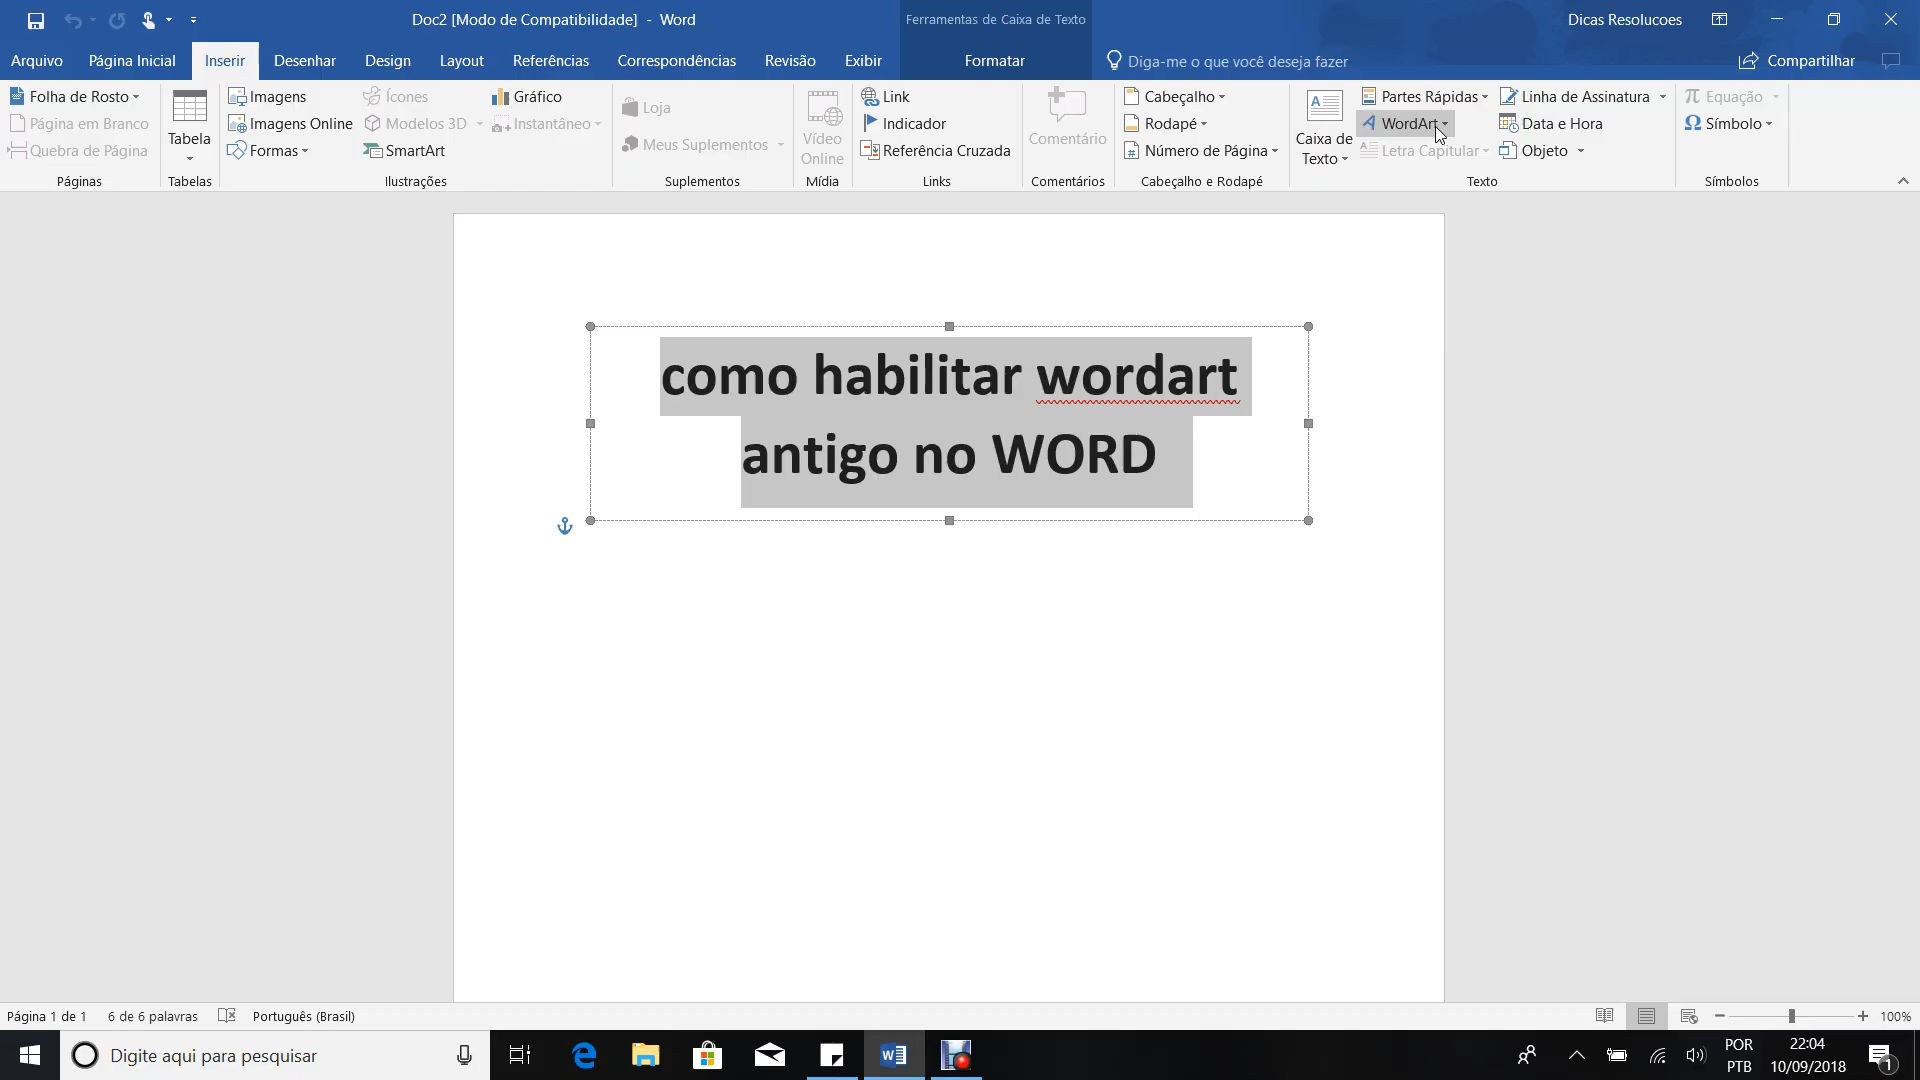 Doc2 [Modo de Compatibilidade] - Word
Ferramentas de Caixa de Texto
Dicas Resolucoes
Arquivo Página Inicial Inserir Desenhar Design Layout Referências Correspondências Revisão Exibir Formatar Diga-me o que você deseja fazer Compartilhar
Folha de Rosto
Página em Branco
Quebra de Página
Páginas
Tabela
Tabelas
Imagens
Imagens Online
Formas
Ícones
Modelos 3D
SmartArt
Gráfico
Instantâneo
Ilustrações
Loja
Meus Suplementos
Suplementos
Vídeo
Online
Mídia
Link
Indicador
Referência Cruzada
Links
Comentário
Comentários
Cabeçalho
Rodapé
Número de Página
Cabeçalho e Rodapé
Caixa de
Texto
Partes Rápidas
WordArt
Letra Capitular
Linha de Assinatura
Data e Hora
Objeto
Texto
Equação
Símbolo
Símbolos
como habilitar wordart
antigo no WORD
Página 1 de 1 6 de 6 palavras Português (Brasil) 100%
Digite aqui para pesquisar
POR
PTB
22:04
10/09/2018
1